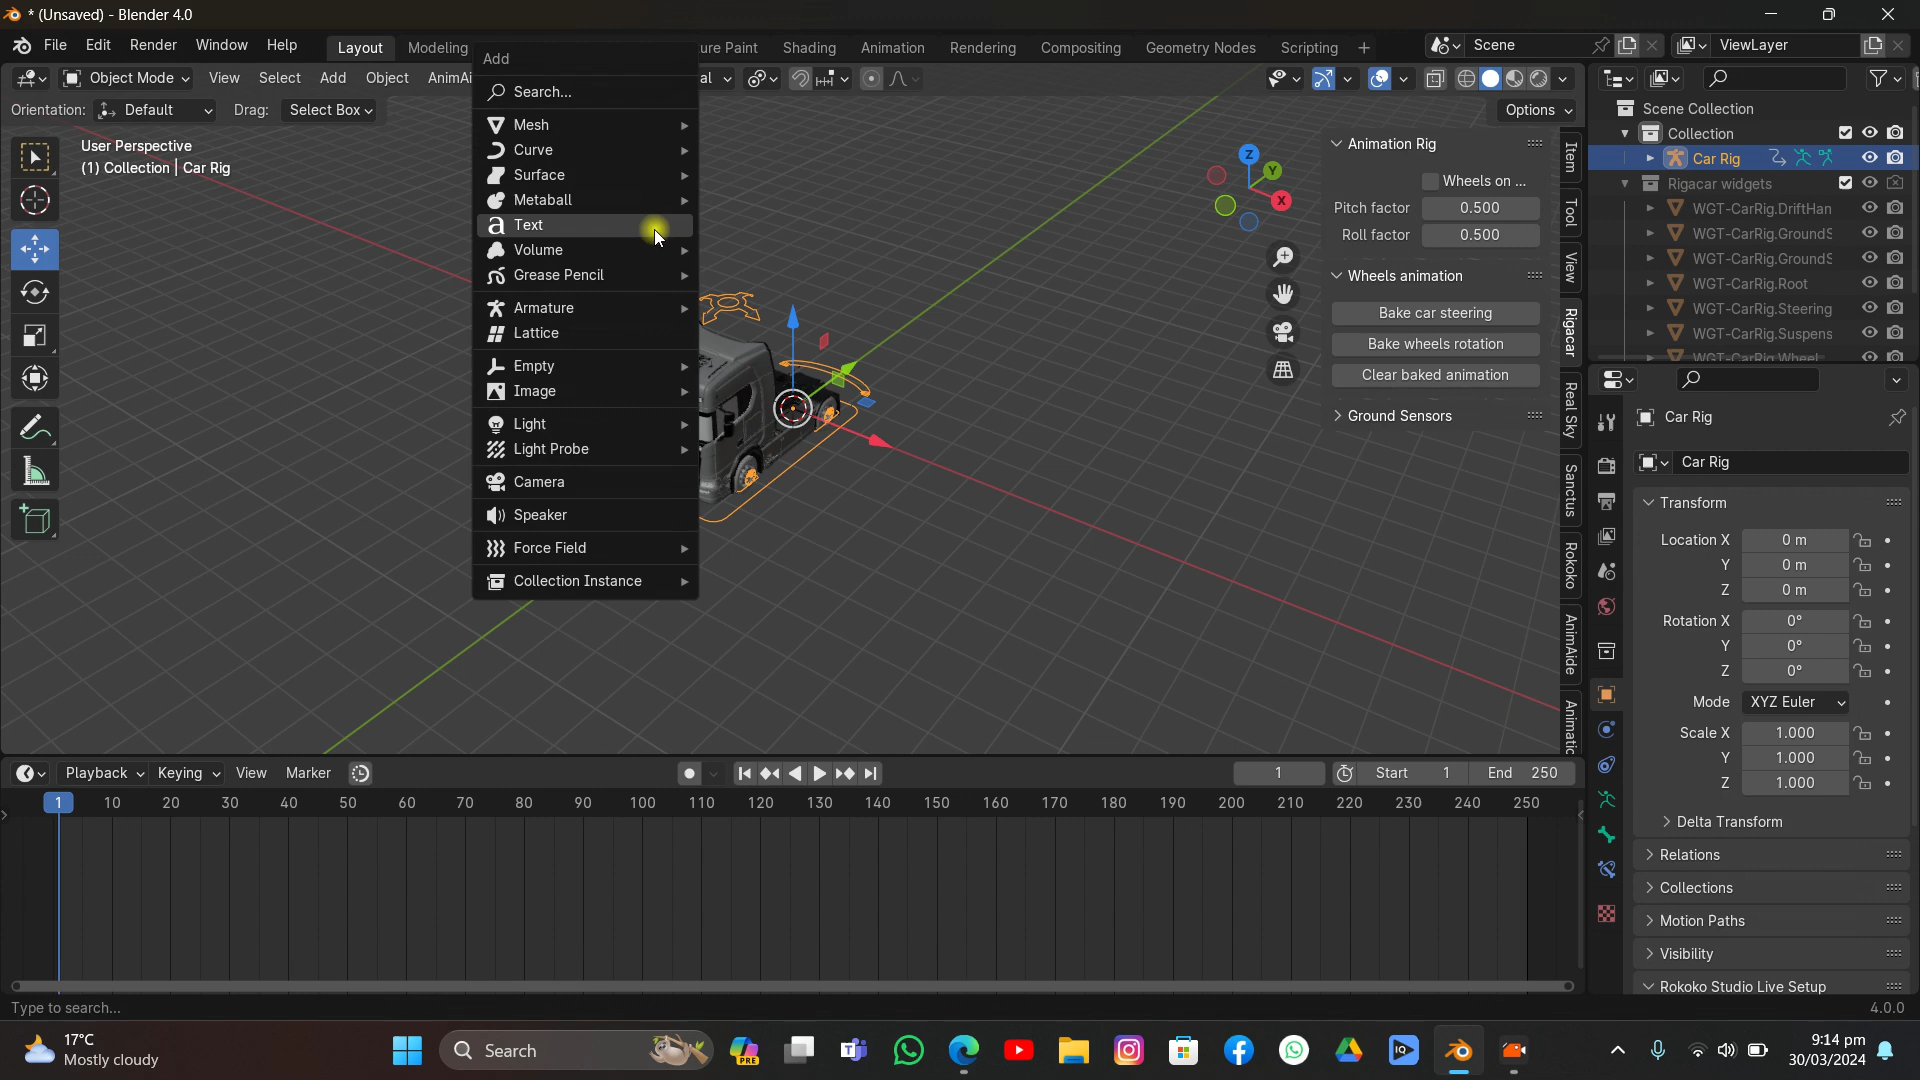 * (Unsaved) - Blender 4.0
File Edit Render Window Help Layout Modeling ure Paint Shading Animation Rendering Compositing Geometry Nodes Scripting + Scene ViewLayer
Object Mode View Select Add Object AnimAi al
Orientation: Default Drag: Select Box Options
User Perspective
(1) Collection | Car Rig
Add
Search...
Mesh
Curve
Surface
Metaball
Text
Volume
Grease Pencil
Armature
Lattice
Empty
Image
Light
Light Probe
Camera
Speaker
Force Field
Collection Instance
Z
Y
X
Animation Rig
Wheels on ...
Pitch factor 0.500
Roll factor 0.500
Wheels animation
Bake car steering
Bake wheels rotation
Clear baked animation
Ground Sensors
Item
Tool
View
Rigacar
Real Sky
Sanctus
Rokoko
AnimAide
Animatic
Scene Collection
Collection
Car Rig
Rigacar widgets
WGT-CarRig.DriftHan
WGT-CarRig.GroundS
WGT-CarRig.GroundS
WGT-CarRig.Root
WGT-CarRig.Steering
WGT-CarRig.Suspens
WGT-CarRig.Wheel
Car Rig
Car Rig
Transform
Location X 0 m
Y 0 m
Z 0 m
Rotation X 0°
Y 0°
Z 0°
Mode XYZ Euler
Scale X 1.000
Y 1.000
Z 1.000
Delta Transform
Relations
Collections
Motion Paths
Visibility
Rokoko Studio Live Setup
Playback Keying View Marker 1 Start 1 End 250
1 10 20 30 40 50 60 70 80 90 100 110 120 130 140 150 160 170 180 190 200 210 220 230 240 250
Type to search... 4.0.0
17°C
Mostly cloudy
Search
PRE
IQ
9:14 pm
30/03/2024